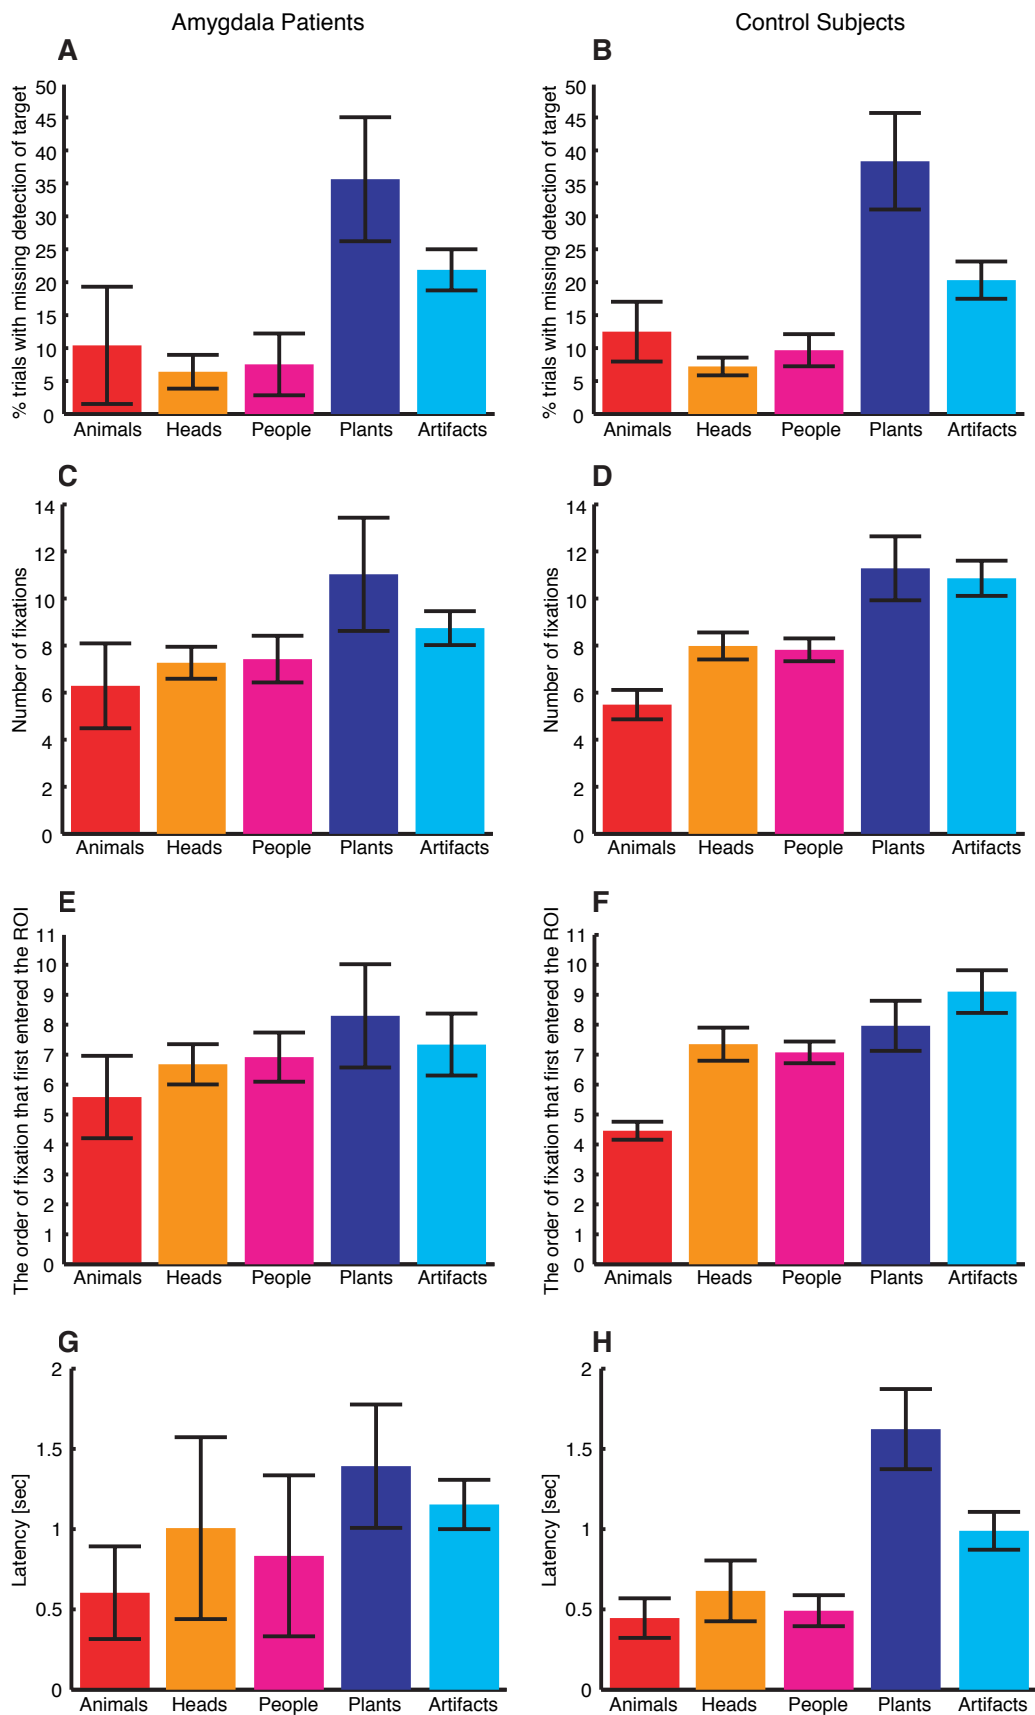 Amygdala Patients
Control Subjects
A
% trials with missing detection of target
50
45
40
35
30
25
20
15
10
5
0
Animals Heads People Plants Artifacts
B
% trials with missing detection of target
50
45
40
35
30
25
20
15
10
5
0
Animals Heads People Plants Artifacts
C
Number of fixations
14
12
10
8
6
4
2
0
Animals Heads People Plants Artifacts
D
Number of fixations
14
12
10
8
6
4
2
0
Animals Heads People Plants Artifacts
E
The order of fixation that first entered the ROI
11
10
9
8
7
6
5
4
3
2
1
0
Animals Heads People Plants Artifacts
F
The order of fixation that first entered the ROI
11
10
9
8
7
6
5
4
3
2
1
0
Animals Heads People Plants Artifacts
G
Latency [sec]
2
1.5
1
0.5
0
Animals Heads People Plants Artifacts
H
Latency [sec]
2
1.5
1
0.5
0
Animals Heads People Plants Artifacts